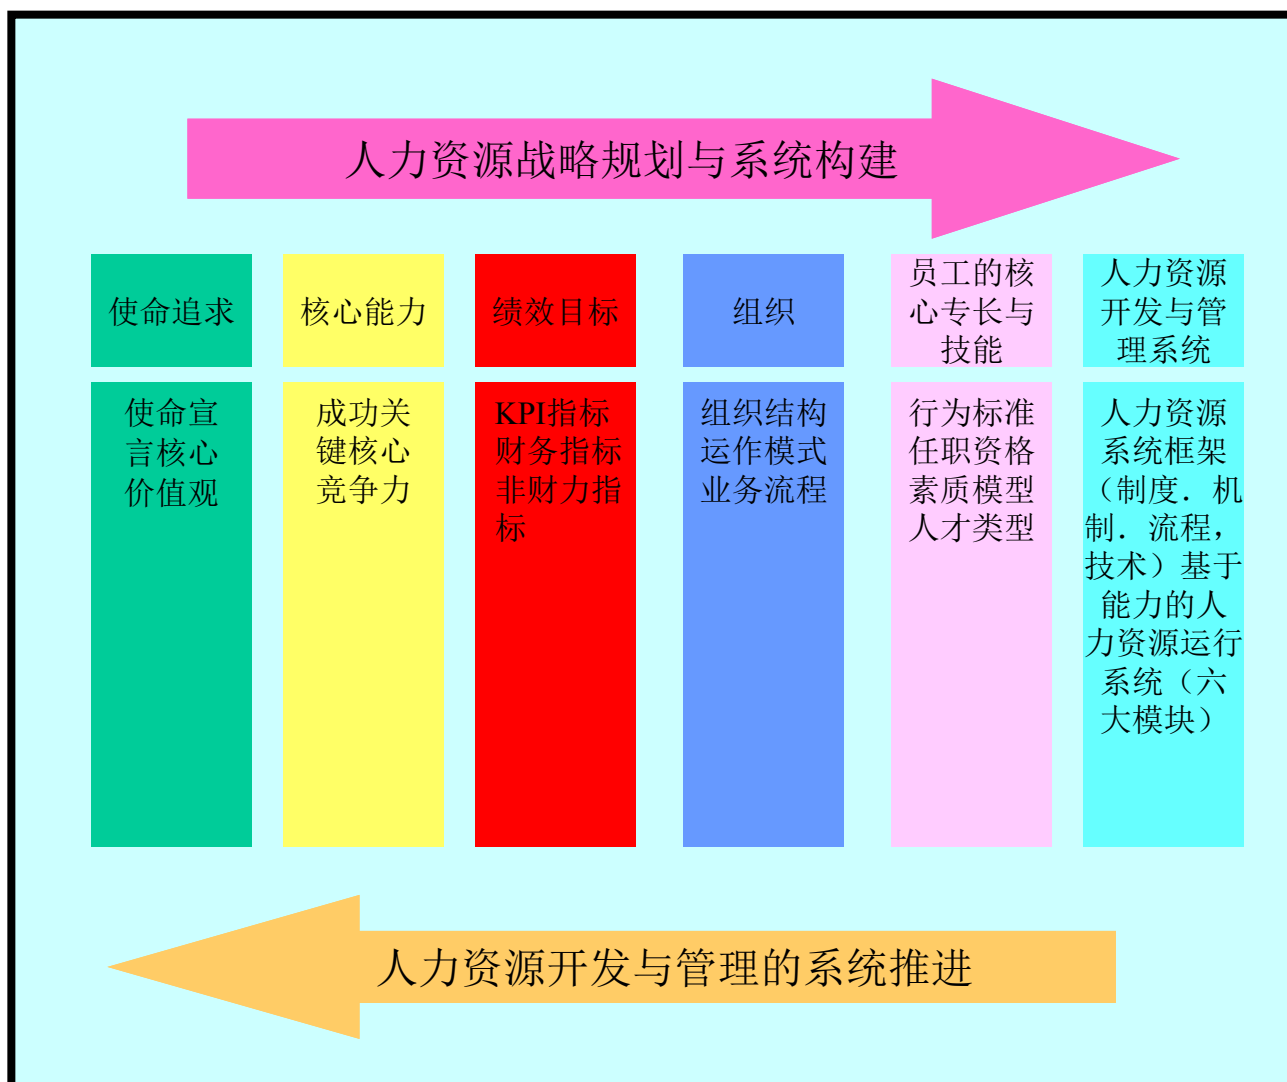 人力资源战略规划与系统构建
使命追求
核心能力
绩效目标
组织
员工的核
心专长与
技能
人力资源
开发与管
理系统
使命宣
言核心
价值观
成功关
键核心
竞争力
KPI指标
财务指标
非财力指
标
组织结构
运作模式
业务流程
行为标准
任职资格
素质模型
人才类型
人力资源
系统框架
（制度．机
制．流程，
技术）基于
能力的人
力资源运行
系统（六
大模块）
人力资源开发与管理的系统推进